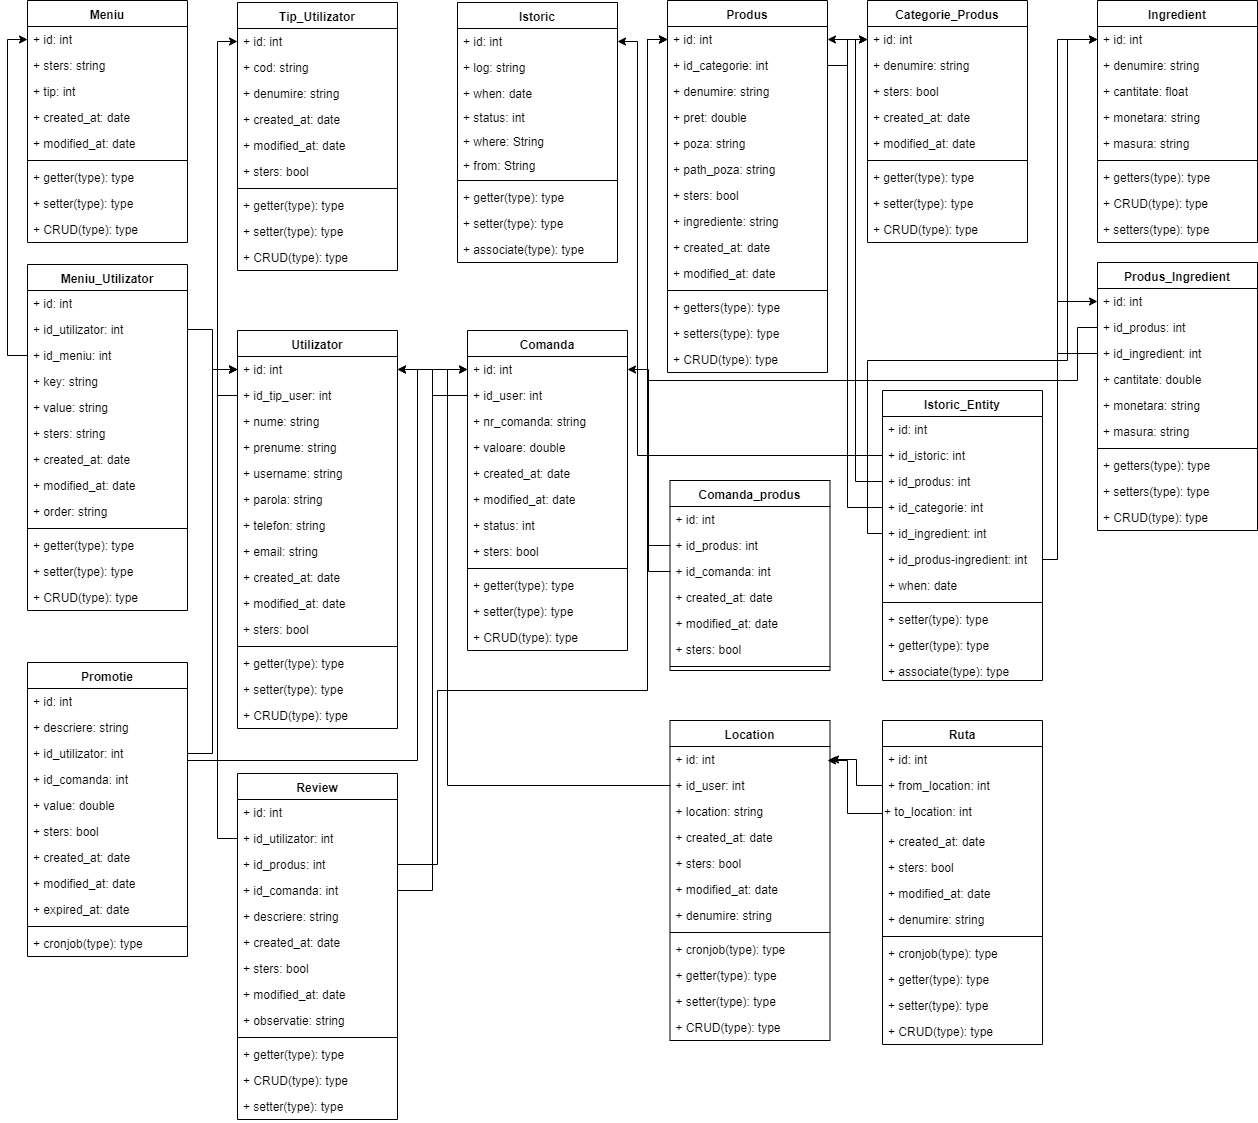 Meniu
+ id: int
+ sters: string
+ tip: int
+ created_at: date
+ modified_at: date
+ getter(type): type
+ setter(type): type
+ CRUD(type): type
Tip_Utilizator
+ id: int
+ cod: string
+ denumire: string
+ created_at: date
+ modified_at: date
+ sters: bool
+ getter(type): type
+ setter(type): type
+ CRUD(type): type
Istoric
+ id: int
+ log: string
+ when: date
+ status: int
+ where: String
+ from: String
+ getter(type): type
+ setter(type): type
+ associate(type): type
Produs
+ id: int
+ id_categorie: int
+ denumire: string
+ pret: double
+ poza: string
+ path_poza: string
+ sters: bool
+ ingrediente: string
+ created_at: date
+ modified_at: date
+ getters(type): type
+ setters(type): type
+ CRUD(type): type
Categorie_Produs
+ id: int
+ denumire: string
+ sters: bool
+ created_at: date
+ modified_at: date
+ getter(type): type
+ setter(type): type
+ CRUD(type): type
Ingredient
+ id: int
+ denumire: string
+ cantitate: float
+ monetara: string
+ masura: string
+ getters(type): type
+ CRUD(type): type
+ setters(type): type
Meniu_Utilizator
+ id: int
+ id_utilizator: int
+ id_meniu: int
+ key: string
+ value: string
+ sters: string
+ created_at: date
+ modified_at: date
+ order: string
+ getter(type): type
+ setter(type): type
+ CRUD(type): type
Utilizator
+ id: int
+ id_tip_user: int
+ nume: string
+ prenume: string
+ username: string
+ parola: string
+ telefon: string
+ email: string
+ created_at: date
+ modified_at: date
+ sters: bool
+ getter(type): type
+ setter(type): type
+ CRUD(type): type
Comanda
+ id: int
+ id_user: int
+ nr_comanda: string
+ valoare: double
+ created_at: date
+ modified_at: date
+ status: int
+ sters: bool
+ getter(type): type
+ setter(type): type
+ CRUD(type): type
Produs_Ingredient
+ id: int
+ id_produs: int
+ id_ingredient: int
+ cantitate: double
+ monetara: string
+ masura: string
+ getters(type): type
+ setters(type): type
+ CRUD(type): type
Istoric_Entity
+ id: int
+ id_istoric: int
+ id_produs: int
+ id_categorie: int
+ id_ingredient: int
+ id_produs-ingredient: int
+ when: date
+ setter(type): type
+ getter(type): type
+ associate(type): type
Comanda_produs
+ id: int
+ id_produs: int
+ id_comanda: int
+ created_at: date
+ modified_at: date
+ sters: bool
Promotie
+ id: int
+ descriere: string
+ id_utilizator: int
+ id_comanda: int
+ value: double
+ sters: bool
+ created_at: date
+ modified_at: date
+ expired_at: date
+ cronjob(type): type
Review
+ id: int
+ id_utilizator: int
+ id_produs: int
+ id_comanda: int
+ descriere: string
+ created_at: date
+ sters: bool
+ modified_at: date
+ observatie: string
+ getter(type): type
+ CRUD(type): type
+ setter(type): type
Location
+ id: int
+ id_user: int
+ location: string
+ created_at: date
+ sters: bool
+ modified_at: date
+ denumire: string
+ cronjob(type): type
+ getter(type): type
+ setter(type): type
+ CRUD(type): type
Ruta
+ id: int
+ from_location: int
+ to_location: int
+ created_at: date
+ sters: bool
+ modified_at: date
+ denumire: string
+ cronjob(type): type
+ getter(type): type
+ setter(type): type
+ CRUD(type): type